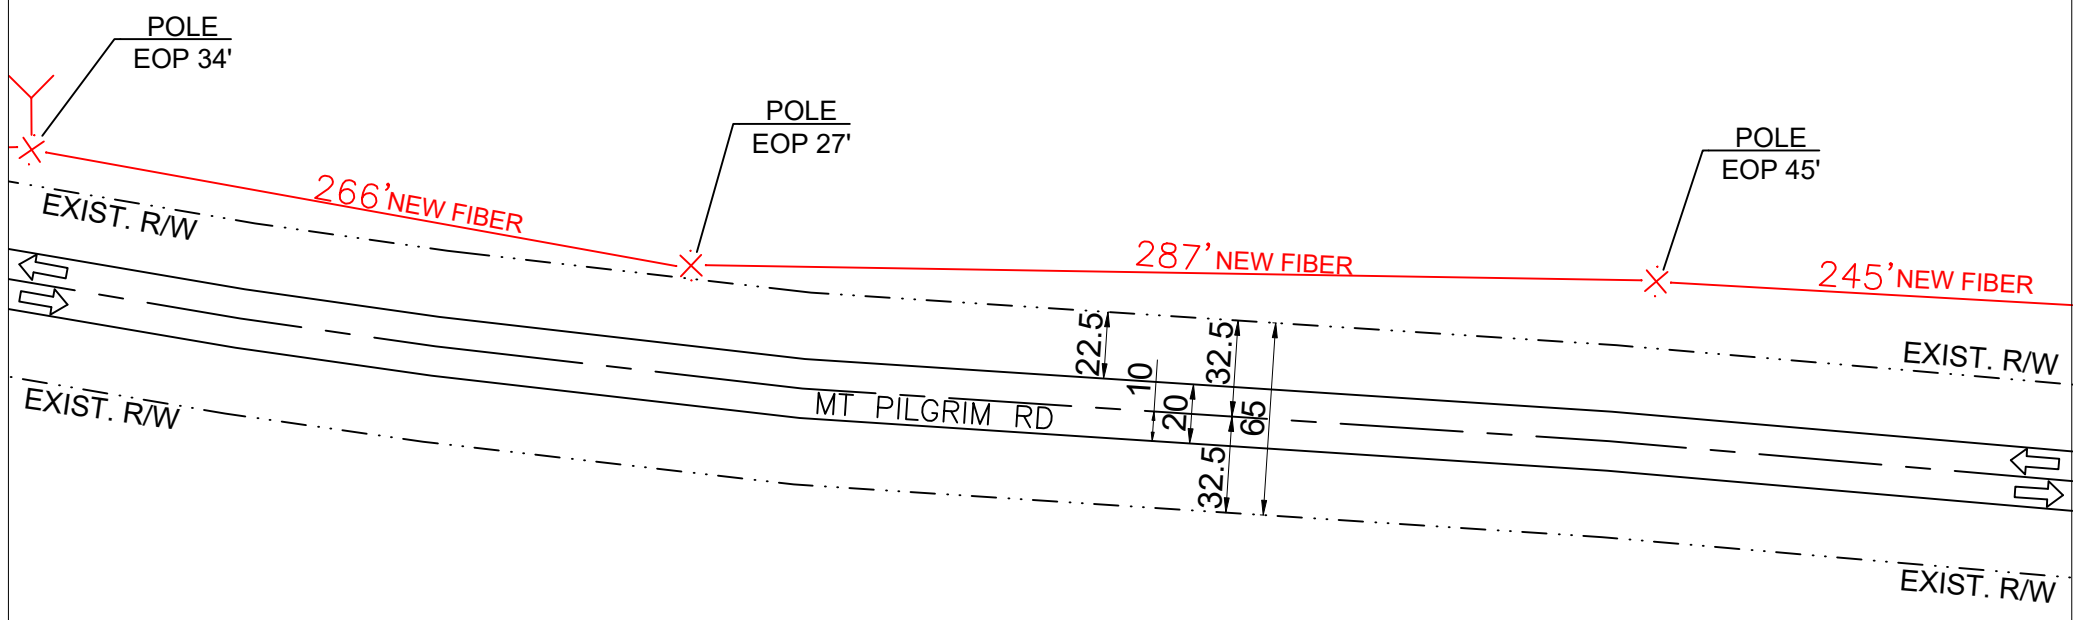 POLE
EOP 34'
POLE
EOP 27'
POLE
EOP 45'
266' NEW FIBER
287' NEW FIBER
245' NEW FIBER
EXIST. R/W
EXIST. R/W
EXIST. R/W
EXIST. R/W
MT PILGRIM RD
22.5
10
20
32.5
32.5
65